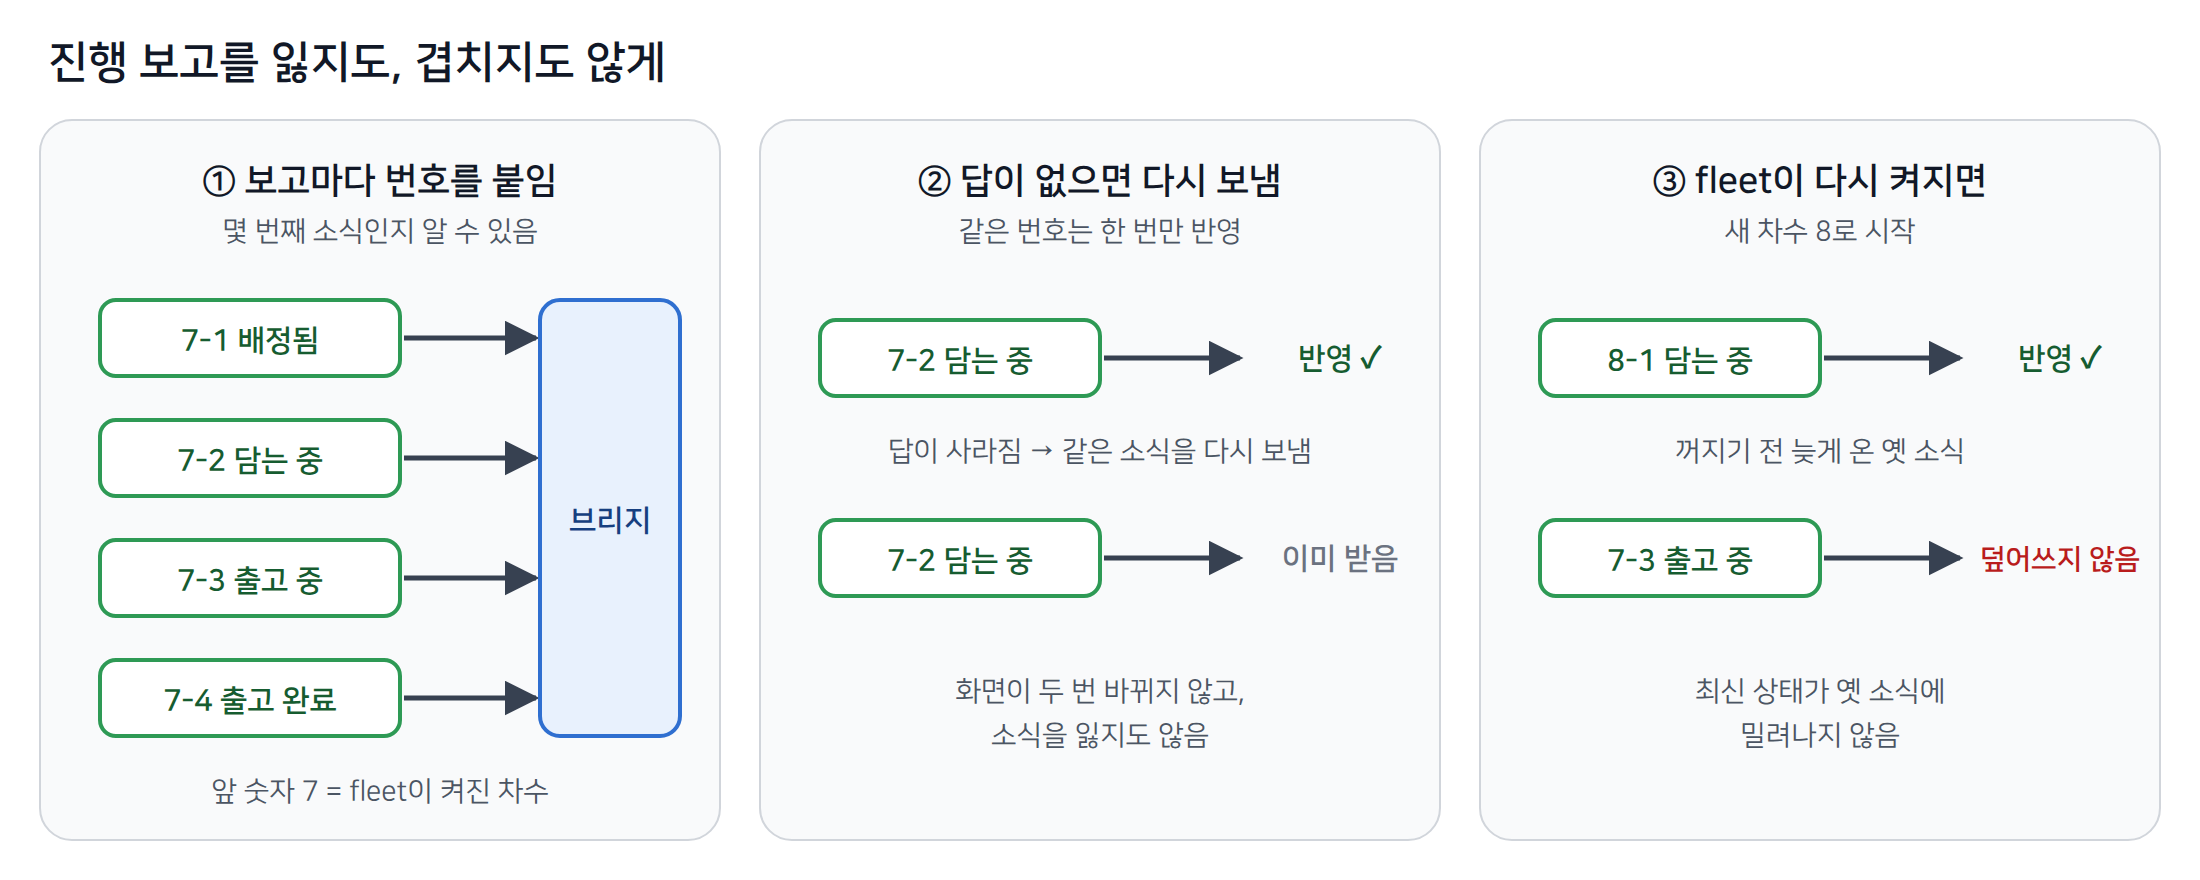 진행 보고를 잃지도, 겹치지도 않게
① 보고마다 번호를 붙임
몇 번째 소식인지 알 수 있음
7-1 배정됨
7-2 담는 중
7-3 출고 중
7-4 출고 완료
브리지
앞 숫자 7 = fleet이 켜진 차수
② 답이 없으면 다시 보냄
같은 번호는 한 번만 반영
7-2 담는 중
반영 ✓
답이 사라짐 → 같은 소식을 다시 보냄
7-2 담는 중
이미 받음
화면이 두 번 바뀌지 않고,
소식을 잃지도 않음
③ fleet이 다시 켜지면
새 차수 8로 시작
8-1 담는 중
반영 ✓
꺼지기 전 늦게 온 옛 소식
7-3 출고 중
덮어쓰지 않음
최신 상태가 옛 소식에
밀려나지 않음